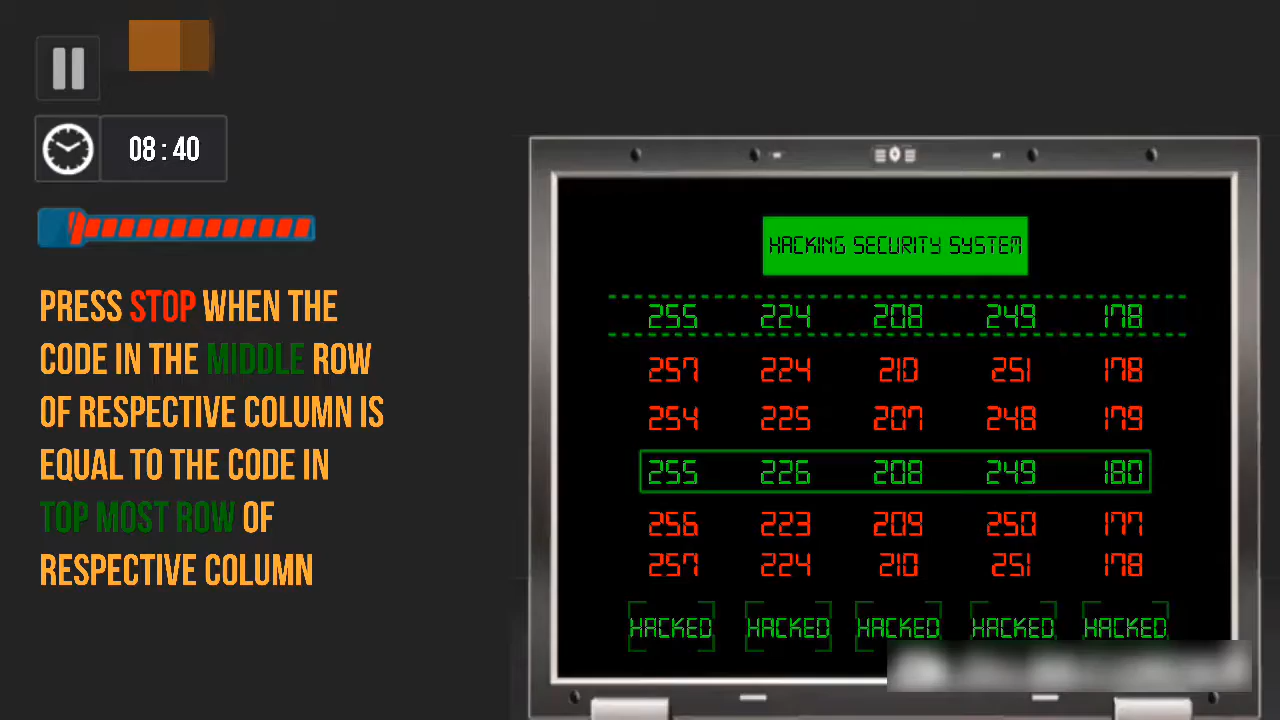 08 : 40
PRESS STOP WHEN THE
CODE IN THE MIDDLE ROW
OF RESPECTIVE COLUMN IS
EQUAL TO THE CODE IN
TOP MOST ROW OF
RESPECTIVE COLUMN
HACKING SECURITY SYSTEM
255 224 208 249 178
257 224 210 251 178
254 225 207 248 179
255 226 208 249 180
256 223 209 250 177
257 224 210 251 178
HACKED HACKED HACKED HACKED HACKED